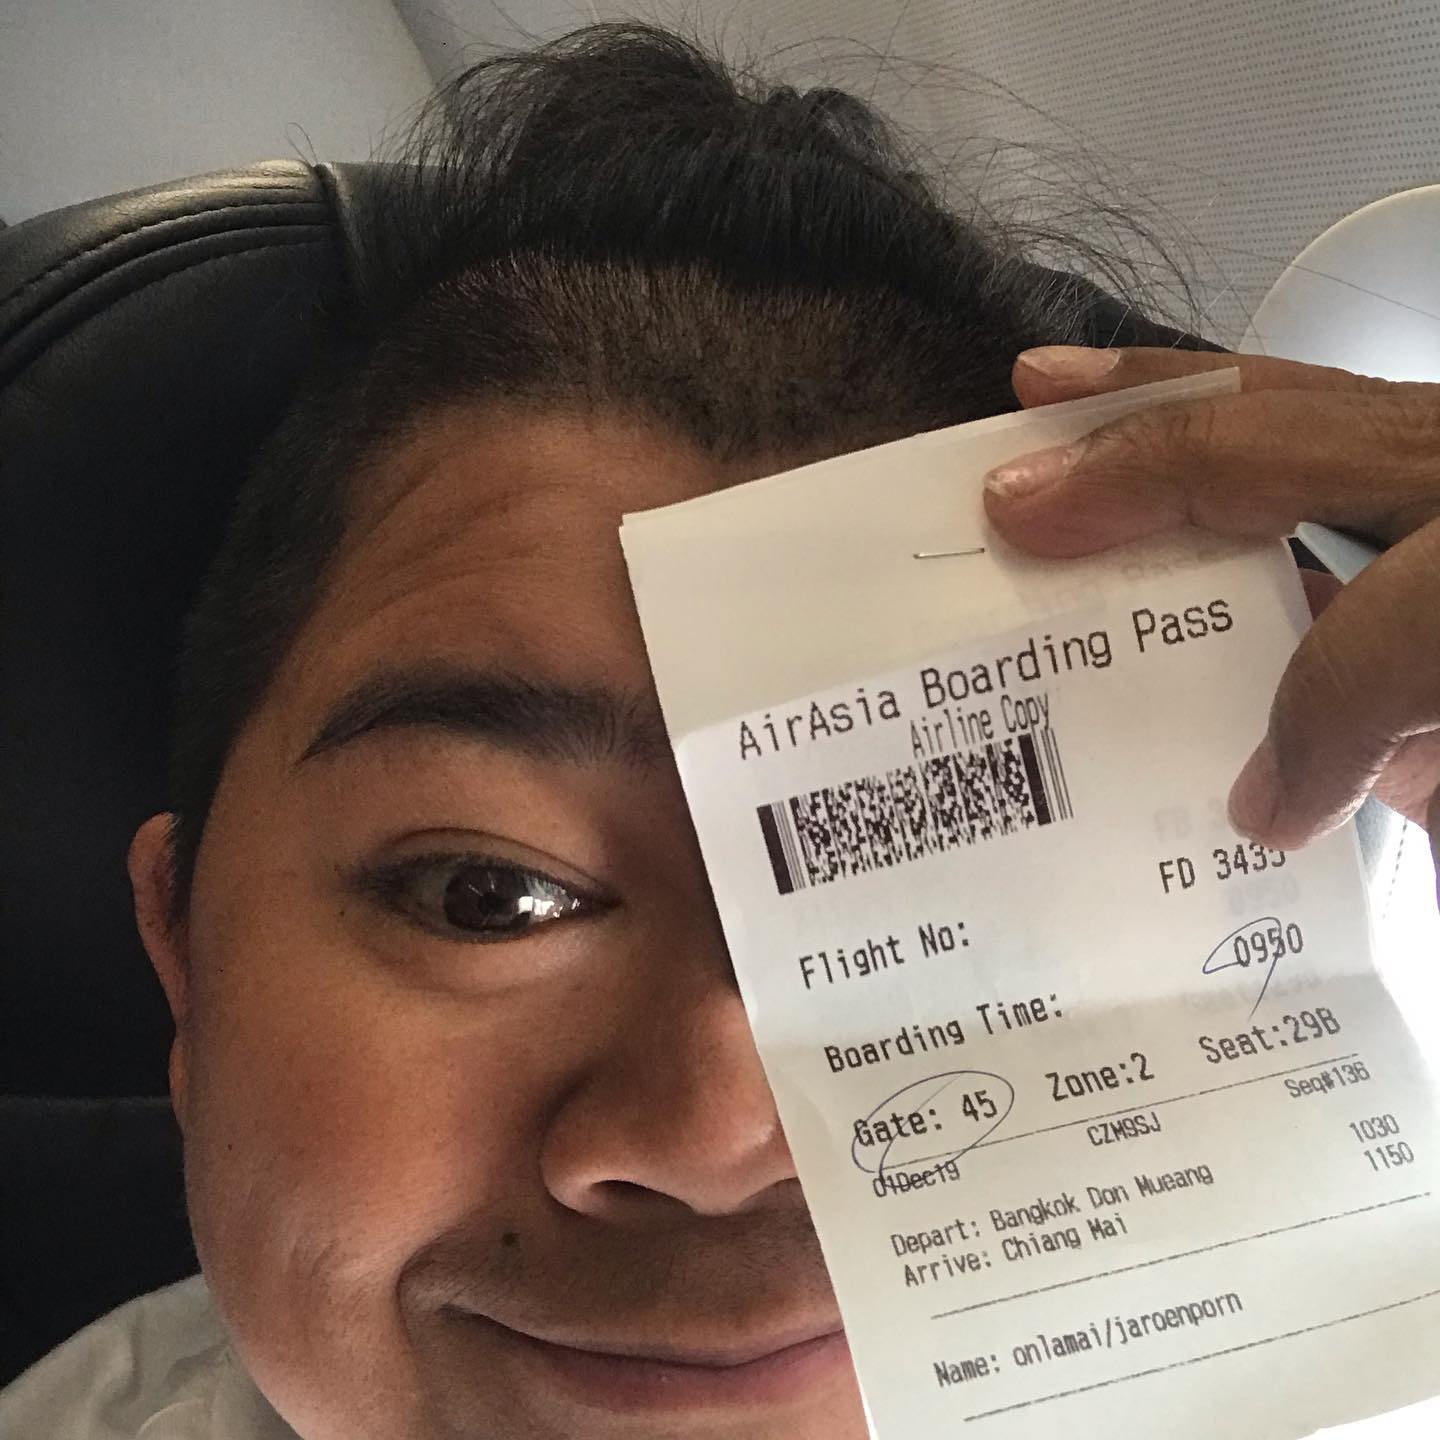 AirAsia Boarding Pass
Airline Copy
Flight No: FD 3435
Boarding Time: 0950
Gate: 45 Zone:2 Seat:29B
01Dec19 CZM9SJ Seq#136
Depart: Bangkok Don Mueang 1030
Arrive: Chiang Mai 1150
Name: onlamai/jaroenporn